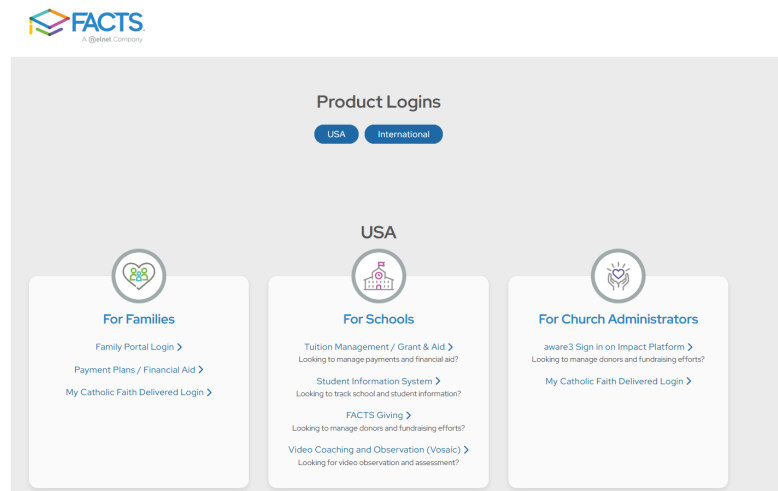 FACTS
A nelnet Company
Product Logins
USA
International
USA
For Families
Family Portal Login
Payment Plans / Financial Aid
My Catholic Faith Delivered Login
For Schools
Tuition Management / Grant & Aid
Looking to manage payments and financial aid?
Student Information System
Looking to track school and student information?
FACTS Giving
Looking to manage donors and fundraising efforts?
Video Coaching and Observation (Vosaic)
Looking for video observation and assessment?
For Church Administrators
aware3 Sign in on Impact Platform
Looking to manage donors and fundraising efforts?
My Catholic Faith Delivered Login